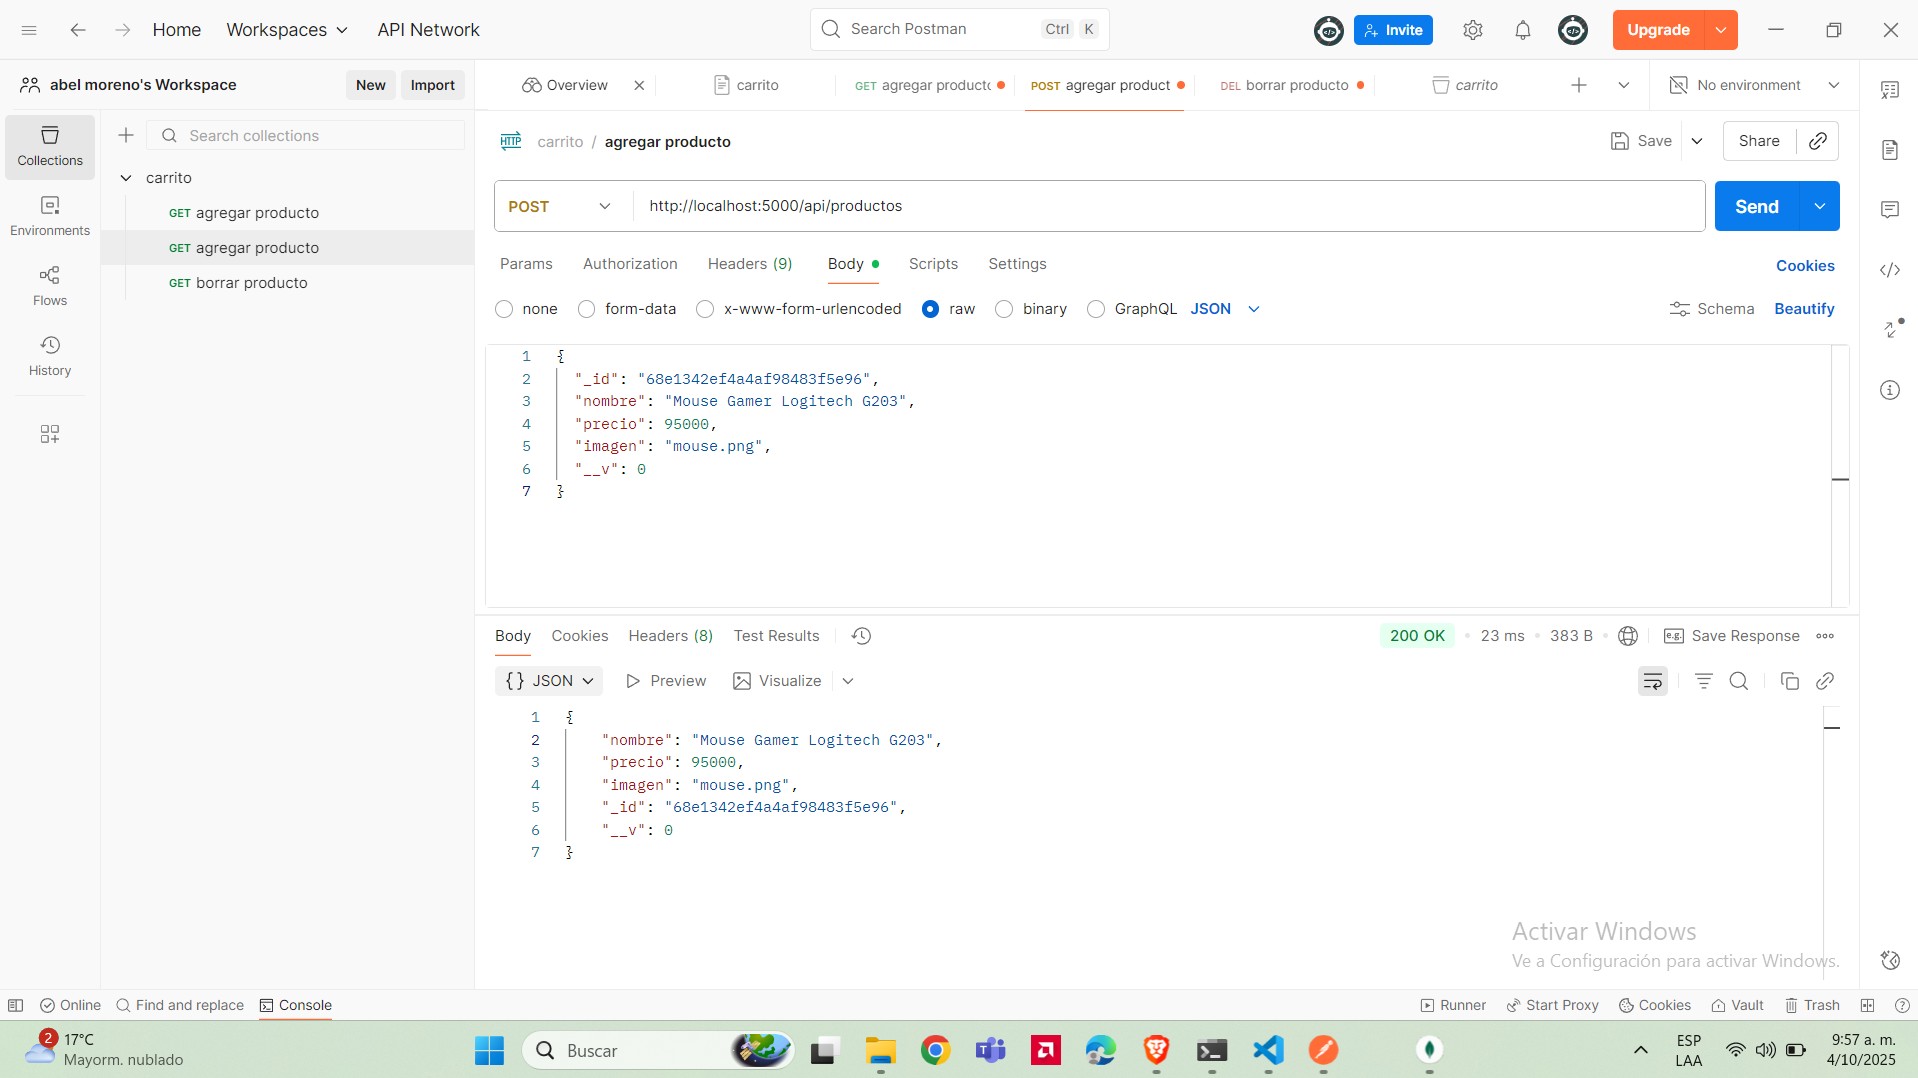 Home
Workspaces
API Network
Search Postman
Ctrl
K
Invite
Upgrade
abel moreno's Workspace
New
Import
Overview
carrito
GET agregar producto
POST agregar product
DEL borrar producto
carrito
No environment
Collections
Environments
Flows
History
Search collections
carrito
GET agregar producto
GET agregar producto
GET borrar producto
HTTP
carrito / agregar producto
Save
Share
POST
http://localhost:5000/api/productos
Send
Params
Authorization
Headers (9)
Body
Scripts
Settings
Cookies
none
form-data
x-www-form-urlencoded
raw
binary
GraphQL
JSON
Schema
Beautify
1 {
2 "_id": "68e1342ef4a4af98483f5e96",
3 "nombre": "Mouse Gamer Logitech G203",
4 "precio": 95000,
5 "imagen": "mouse.png",
6 "__v": 0
7 }
Body
Cookies
Headers (8)
Test Results
200 OK
23 ms
383 B
e.g.
Save Response
{} JSON
Preview
Visualize
1 {
2 "nombre": "Mouse Gamer Logitech G203",
3 "precio": 95000,
4 "imagen": "mouse.png",
5 "_id": "68e1342ef4a4af98483f5e96",
6 "__v": 0
7 }
Activar Windows
Ve a Configuración para activar Windows.
Online
Find and replace
Console
Runner
Start Proxy
Cookies
Vault
Trash
2
17°C
Mayorm. nublado
Buscar
ESP
LAA
9:57 a. m.
4/10/2025